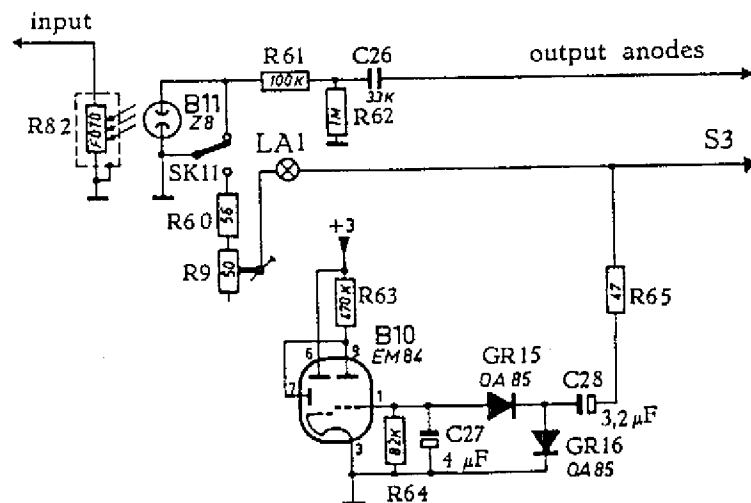 input
R61
C26
output anodes
100K
33K
R82
FOTO
B11
Z8
1M
R62
SK11
LA1
S3
R60
56
R9
50
+3
R63
470K
R65
47
B10
EM84
6
9
7
1
3
GR15
OA85
C28
3,2 µF
82K
C27
4 µF
GR16
OA85
R64